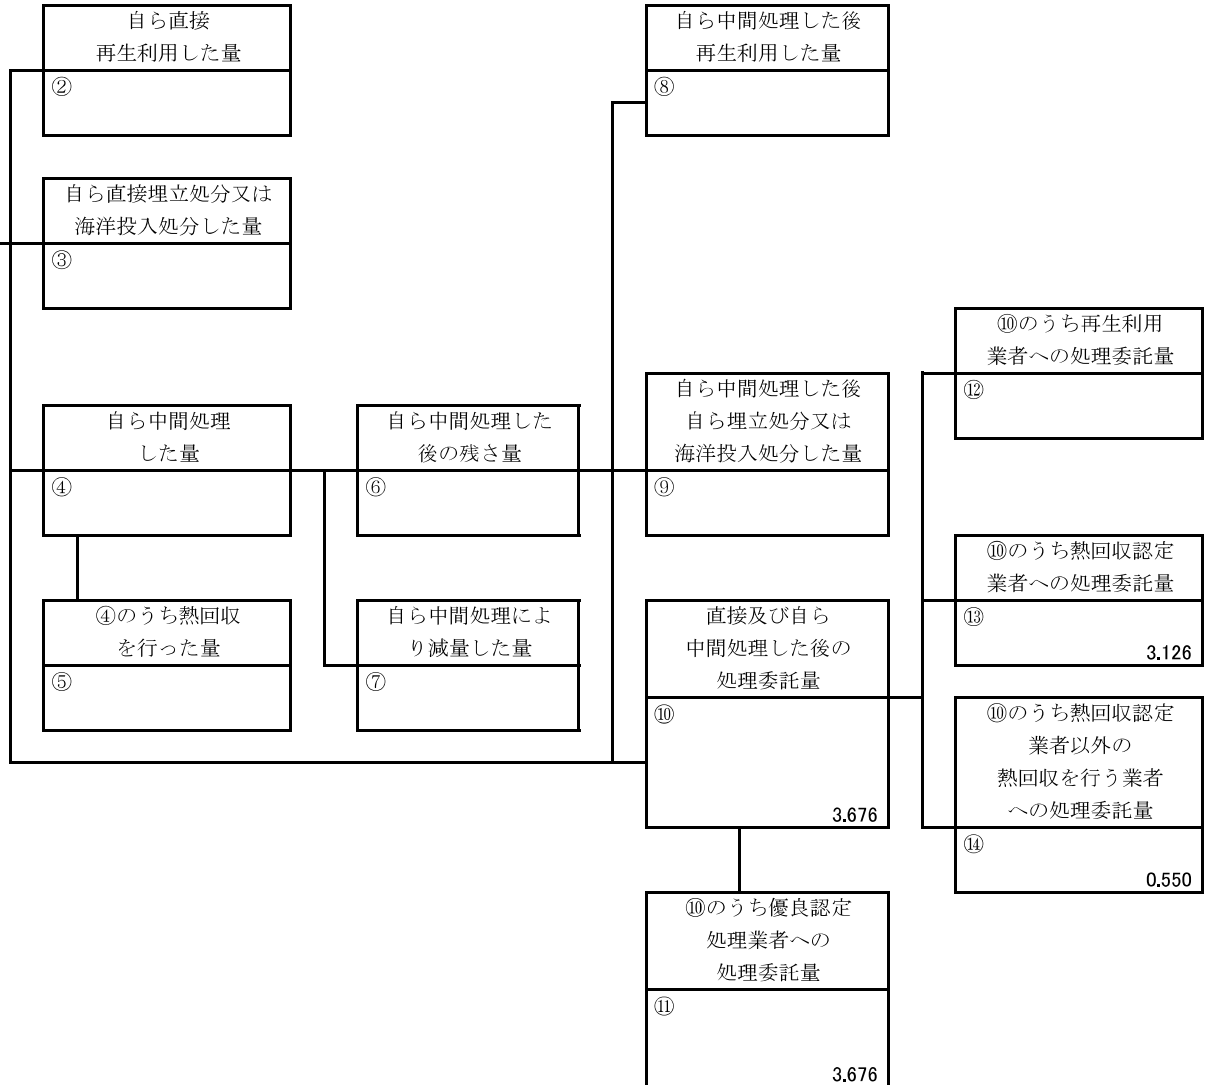 自ら直接
再生利用した量
②
自ら直接埋立処分又は
海洋投入処分した量
③
自ら中間処理
した量
④
④のうち熱回収
を行った量
⑤
自ら中間処理した
後の残さ量
⑥
自ら中間処理によ
り減量した量
⑦
自ら中間処理した後
再生利用した量
⑧
自ら中間処理した後
自ら埋立処分又は
海洋投入処分した量
⑨
直接及び自ら
中間処理した後の
処理委託量
⑩
3.676
⑩のうち優良認定
処理業者への
処理委託量
⑪
3.676
⑩のうち再生利用
業者への処理委託量
⑫
⑩のうち熱回収認定
業者への処理委託量
⑬
3.126
⑩のうち熱回収認定
業者以外の
熱回収を行う業者
への処理委託量
⑭
0.550